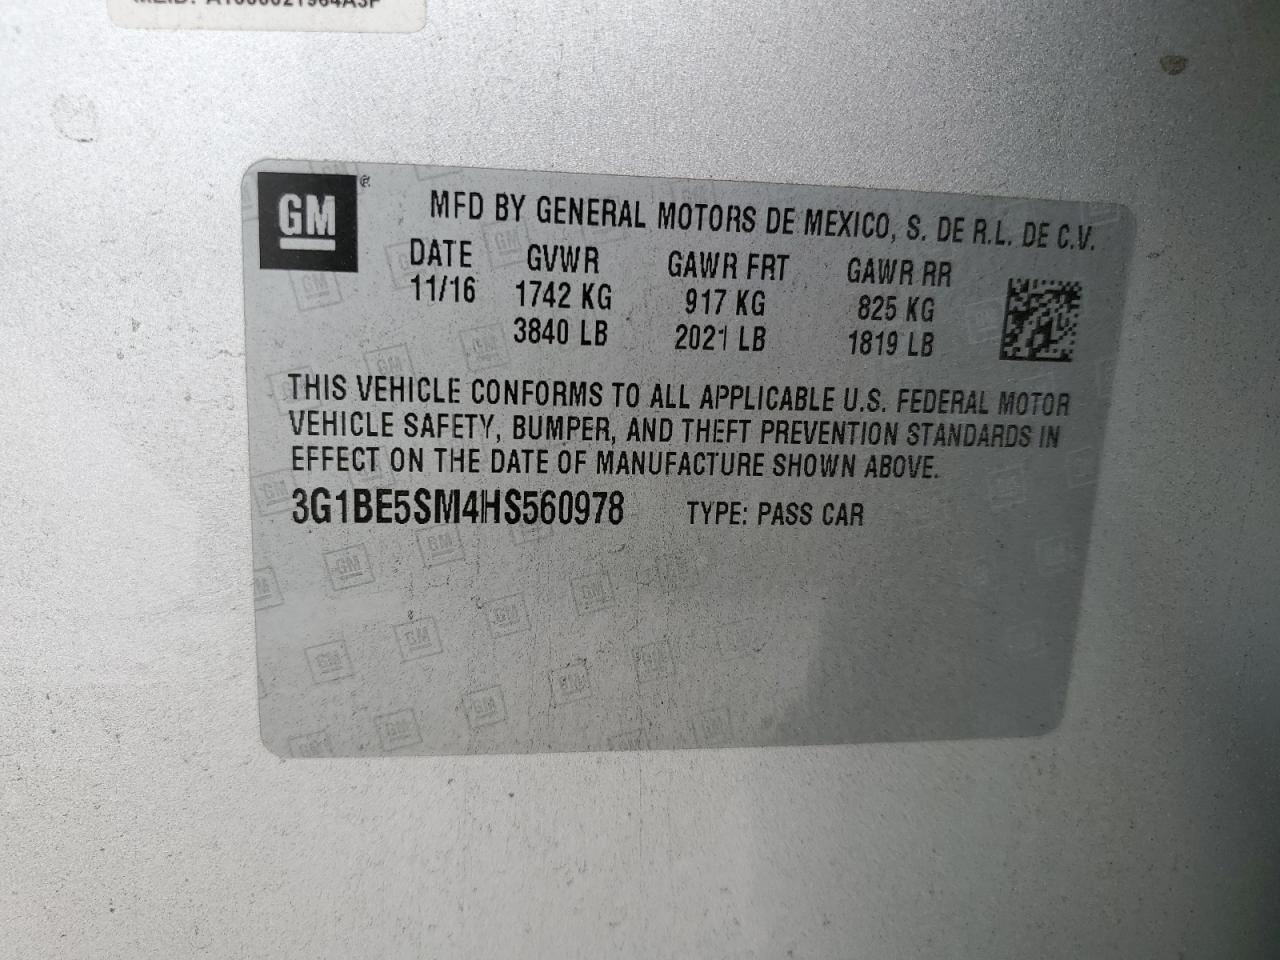 GM
MFD BY GENERAL MOTORS DE MEXICO, S. DE R.L. DE C.V.
DATE GVWR GAWR FRT GAWR RR
11/16 1742 KG 917 KG 825 KG
3840 LB 2021 LB 1819 LB
THIS VEHICLE CONFORMS TO ALL APPLICABLE U.S. FEDERAL MOTOR
VEHICLE SAFETY, BUMPER, AND THEFT PREVENTION STANDARDS IN
EFFECT ON THE DATE OF MANUFACTURE SHOWN ABOVE.
3G1BE5SM4HS560978 TYPE: PASS CAR